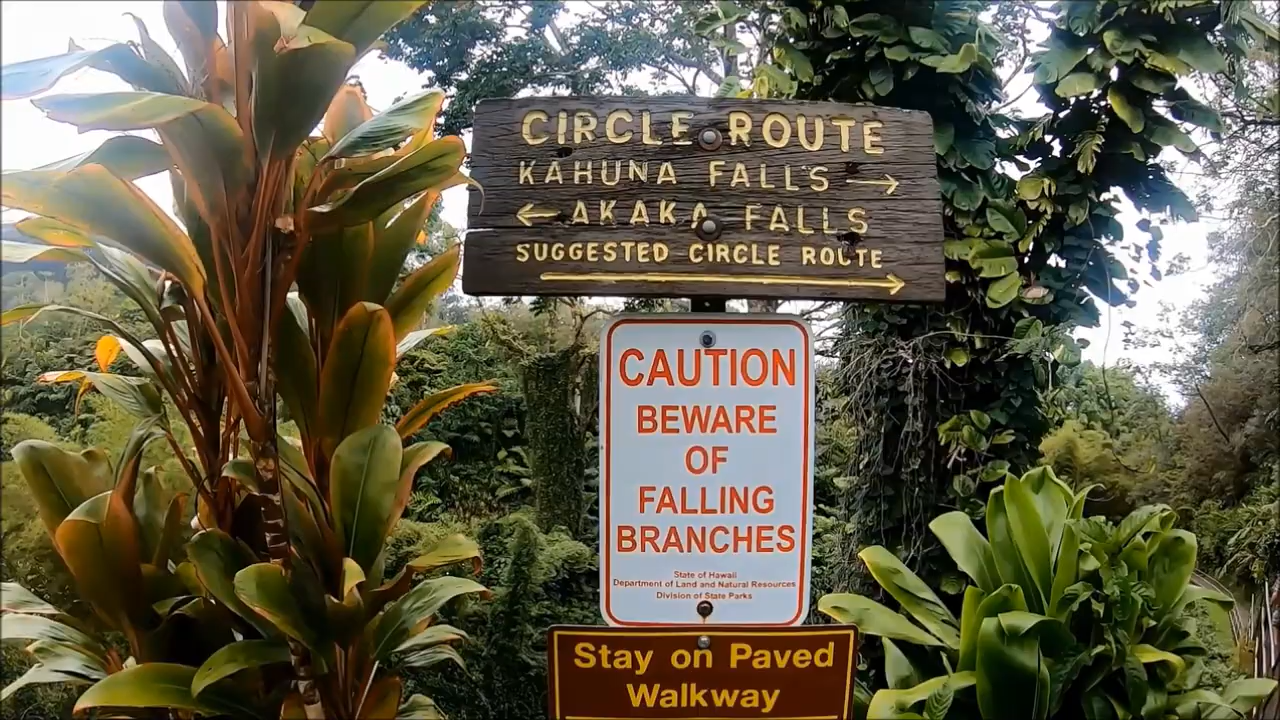 CIRCLE ROUTE
KAHUNA FALLS →
← AKAKA FALLS
SUGGESTED CIRCLE ROUTE
→
CAUTION
BEWARE
OF
FALLING
BRANCHES
State of Hawaii
Department of Land and Natural Resources
Division of State Parks
Stay on Paved
Walkway